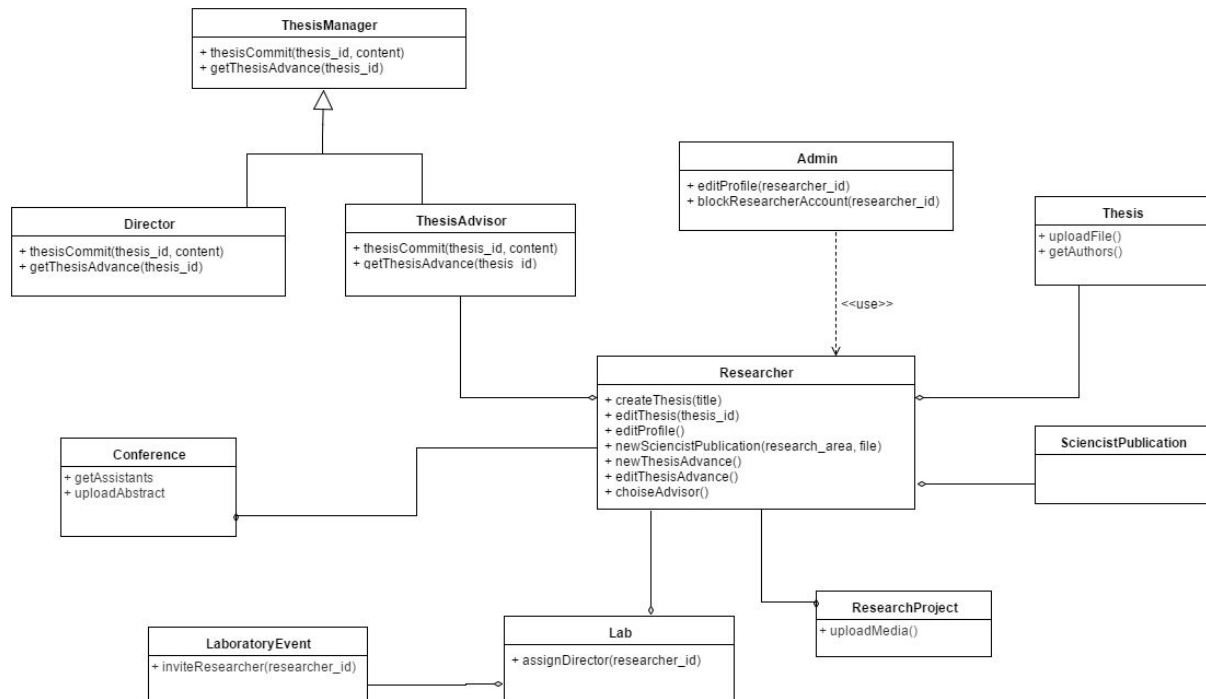 ThesisManager
+ thesisCommit(thesis_id, content)
+ getThesisAdvance(thesis_id)
Admin
+ editProfile(researcher_id)
+ blockResearcherAccount(researcher_id)
Director
+ thesisCommit(thesis_id, content)
+ getThesisAdvance(thesis_id)
ThesisAdvisor
+ thesisCommit(thesis_id, content)
+ getThesisAdvance(thesis_id)
Thesis
+ uploadFile()
+ getAuthors()
<<use>>
Researcher
+ createThesis(title)
+ editThesis(thesis_id)
+ editProfile()
+ newSciencistPublication(research_area, file)
+ newThesisAdvance()
+ editThesisAdvance()
+ choiseAdvisor()
Conference
+ getAssistants
+ uploadAbstract
SciencistPublication
ResearchProject
+ uploadMedia()
LaboratoryEvent
+ inviteResearcher(researcher_id)
Lab
+ assignDirector(researcher_id)